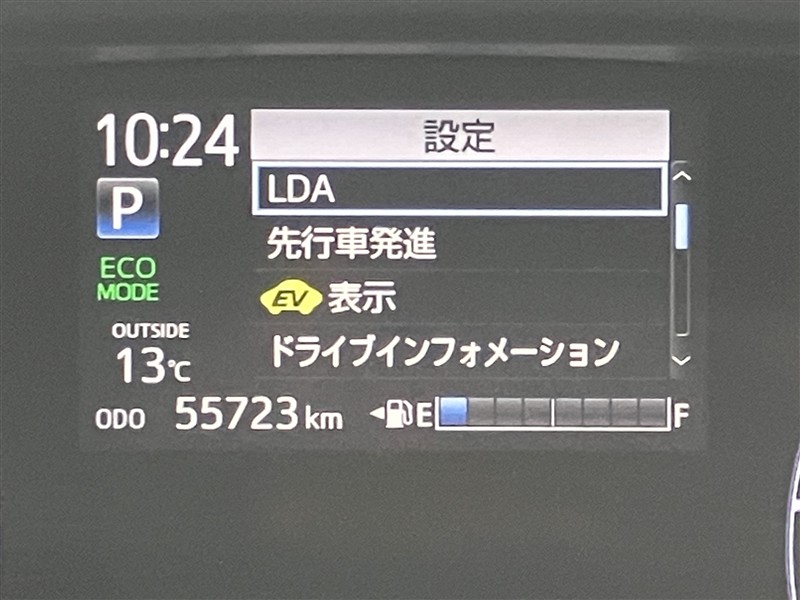 10:24
設定
LDA
P
先行車発進
ECO
MODE
EV 表示
OUTSIDE
13℃
ドライブインフォメーション
ODO 55723 km
E F